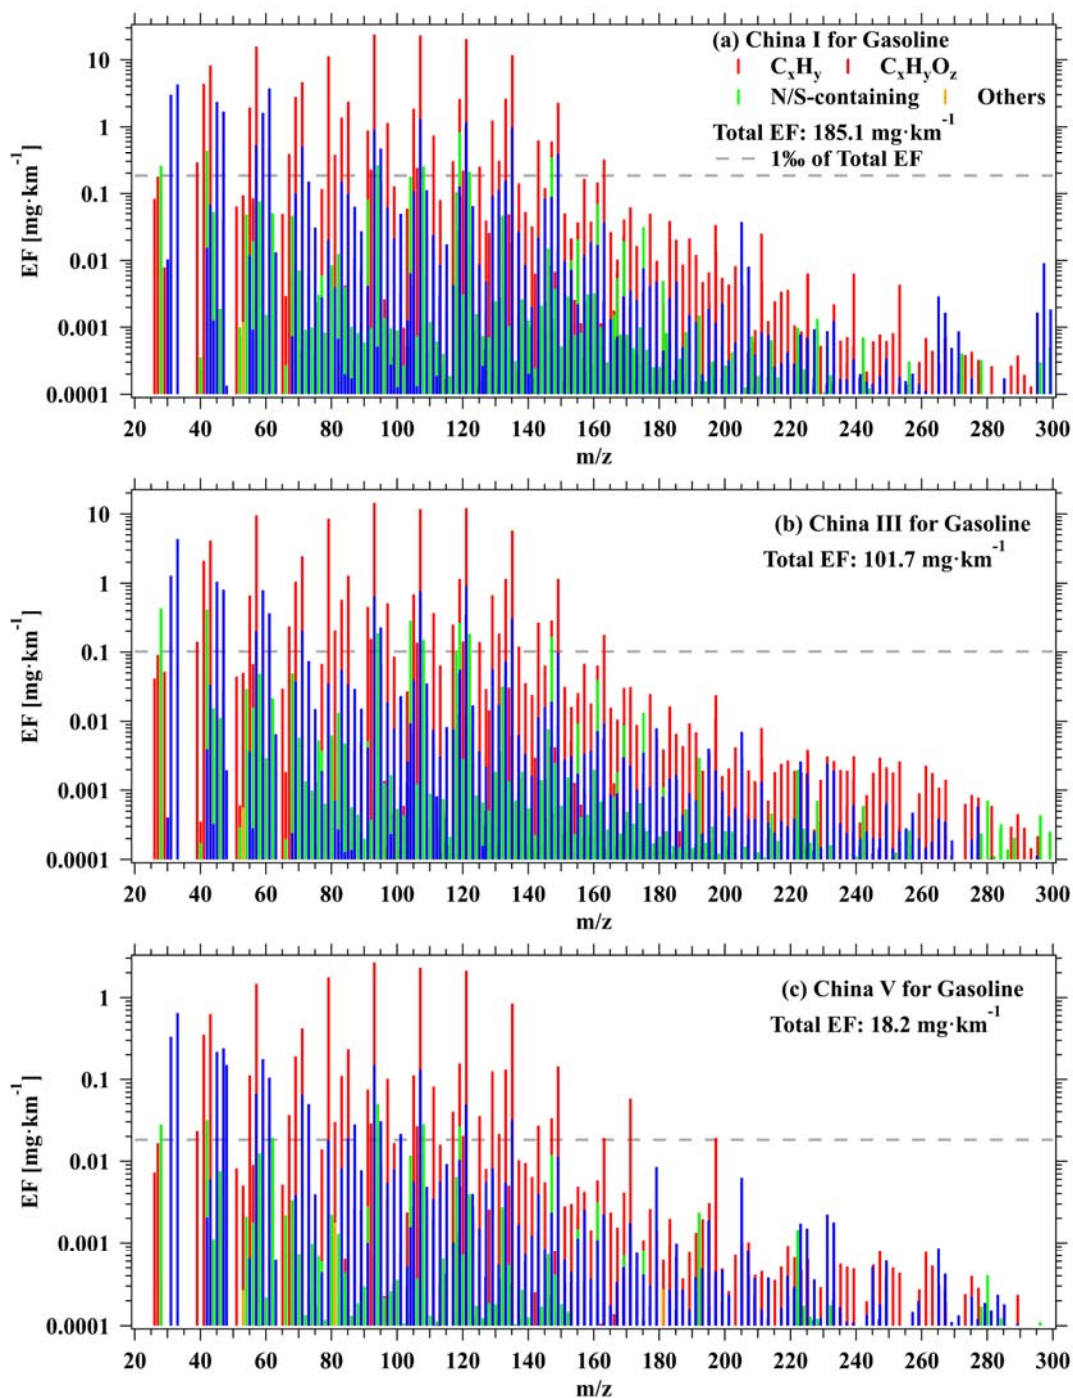 (a) China I for Gasoline
CxHy CxHyOz
N/S-containing Others
Total EF: 185.1 mg·km⁻¹
1‰ of Total EF
10
1
0.1
0.01
0.001
0.0001
EF [mg·km⁻¹]
20 40 60 80 100 120 140 160 180 200 220 240 260 280 300
m/z
(b) China III for Gasoline
Total EF: 101.7 mg·km⁻¹
10
1
0.1
0.01
0.001
0.0001
EF [mg·km⁻¹]
20 40 60 80 100 120 140 160 180 200 220 240 260 280 300
m/z
(c) China V for Gasoline
Total EF: 18.2 mg·km⁻¹
1
0.1
0.01
0.001
0.0001
EF [mg·km⁻¹]
20 40 60 80 100 120 140 160 180 200 220 240 260 280 300
m/z